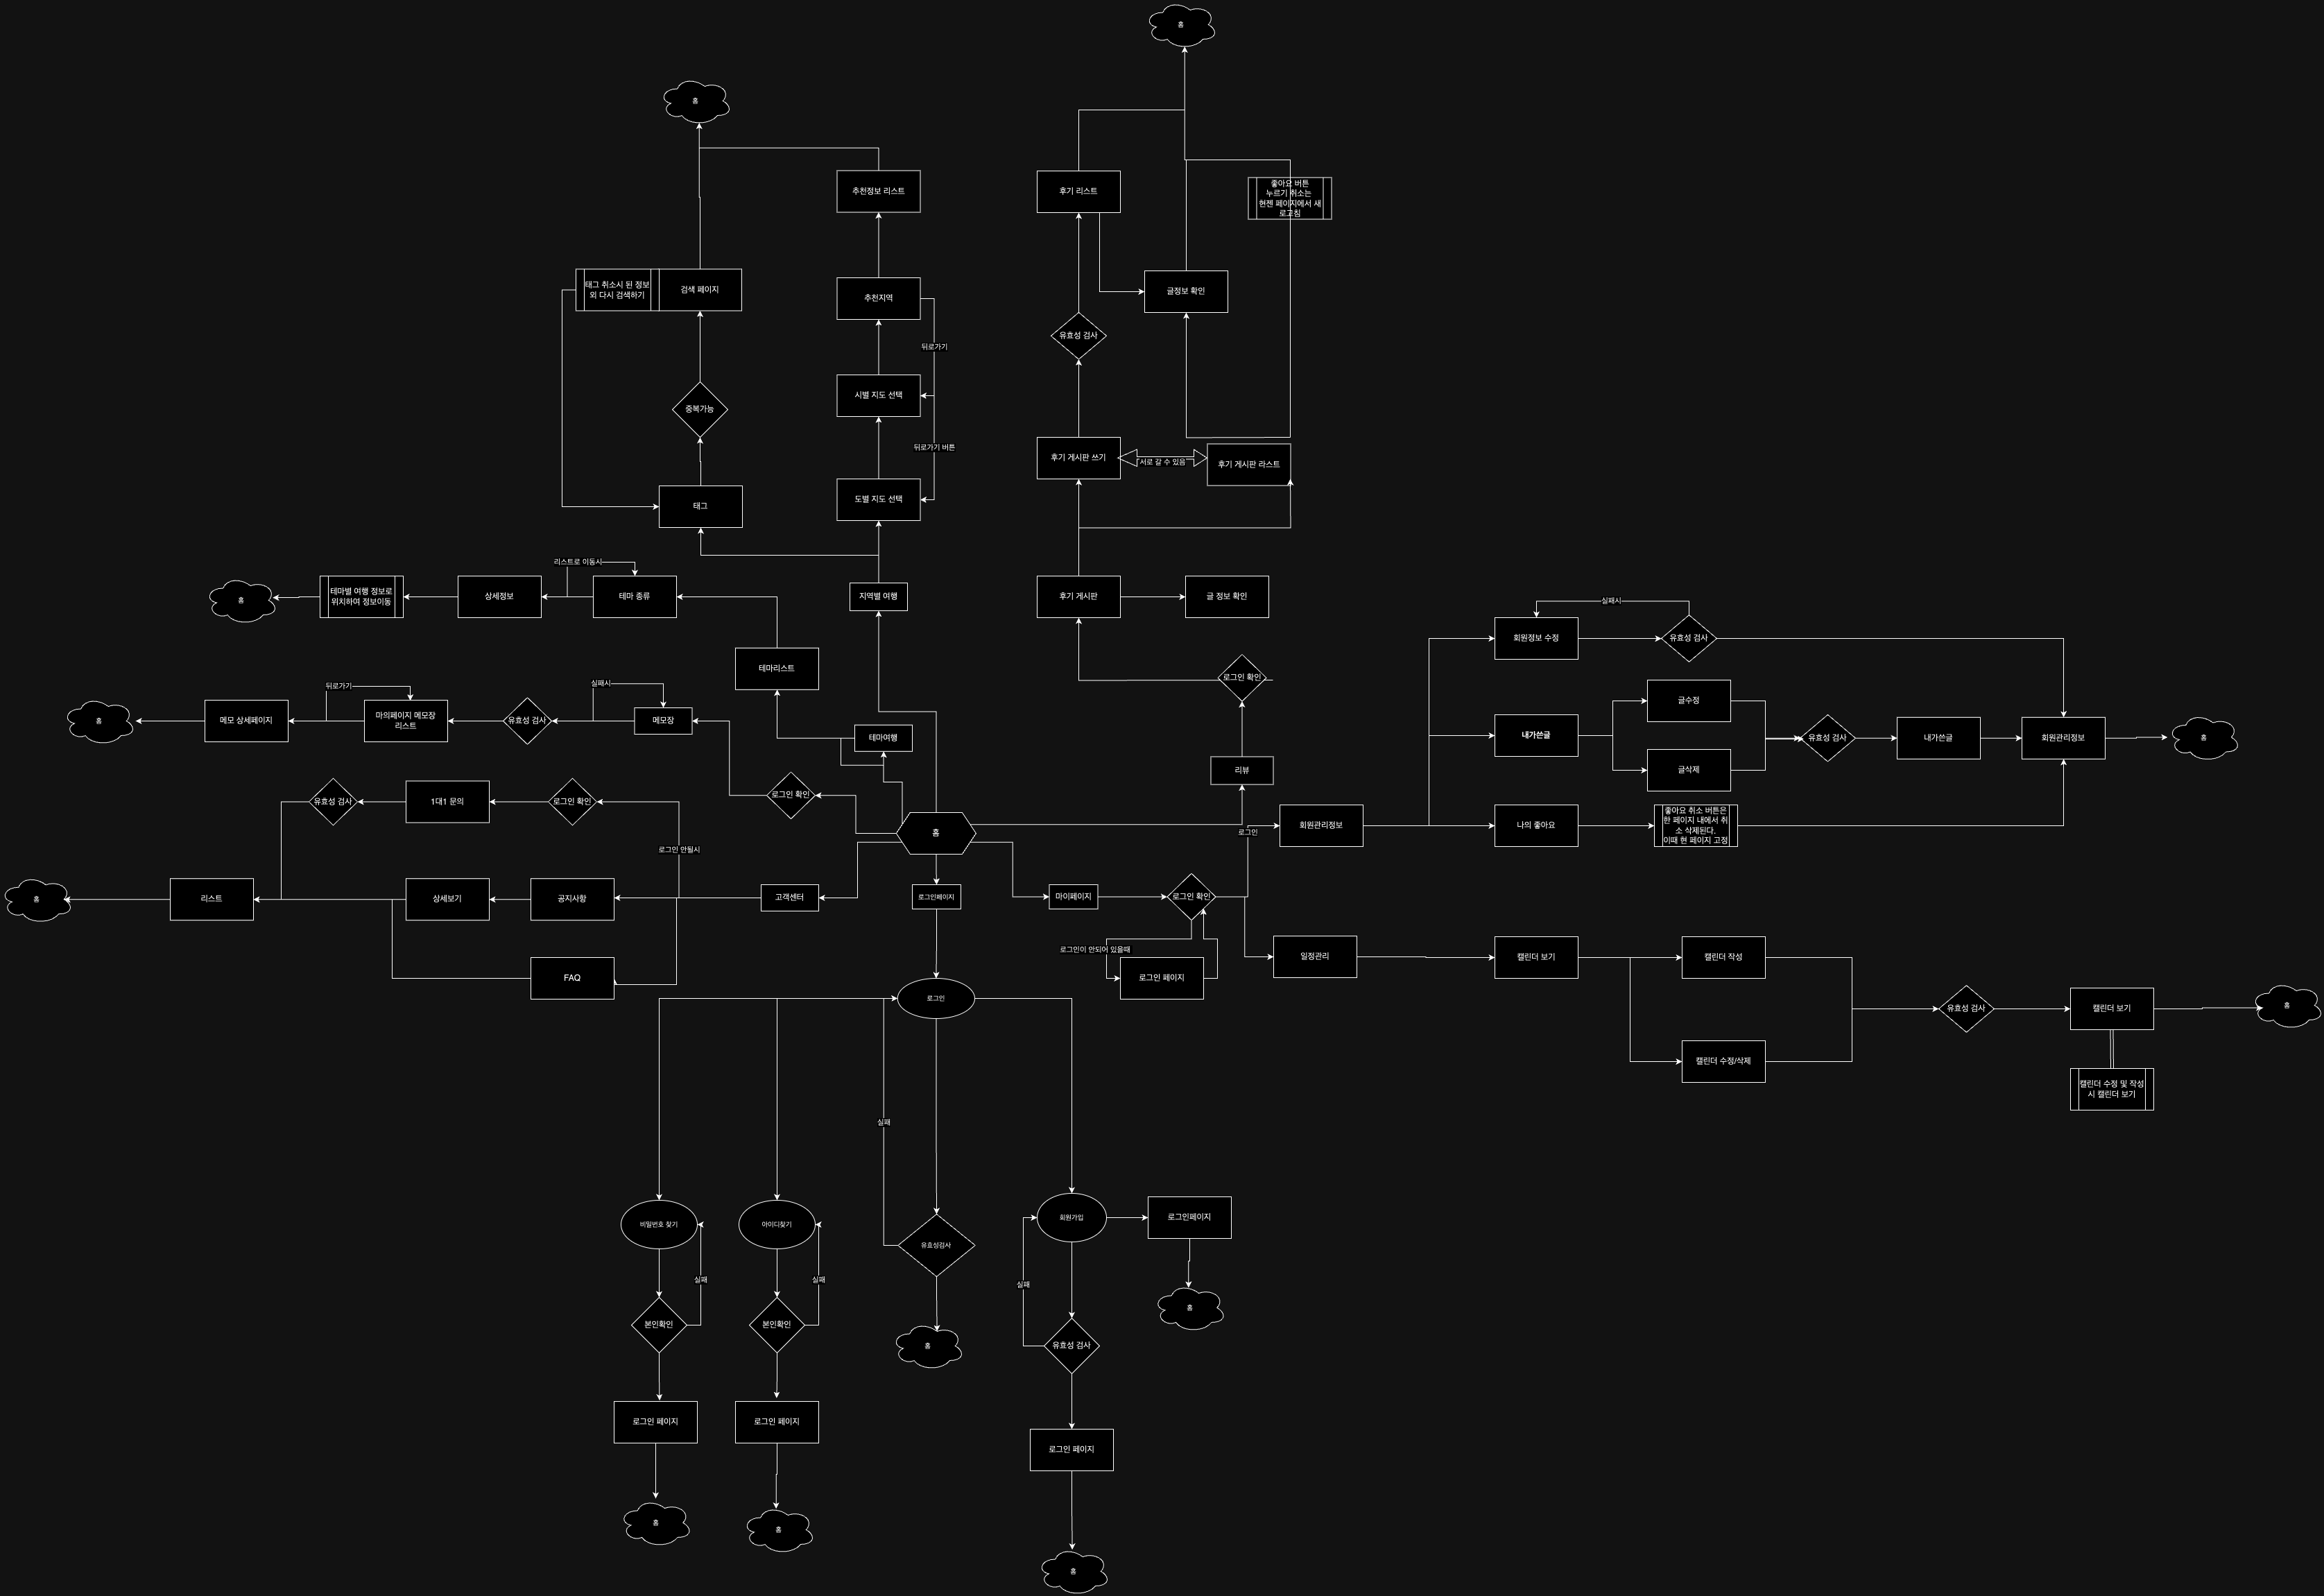 홈
홈
추천정보 리스트
후기 리스트
좋아요 버튼
누르기 취소는
현젠 페이지에서 새
로고침
태그 취소시 된 정보
외 다시 검색하기
검색 페이지
추천지역
글정보 확인
뒤로가기
유효성 검사
중복가능
시별 지도 선택
뒤로가기 버튼
후기 게시판 쓰기
서로 갈 수 있음
후기 게시판 라스트
태그
도별 지도 선택
리스트로 이동시
홈
테마별 여행 정보로
위치하여 정보이동
상세정보
테마 종류
지역별 여행
후기 게시판
글 정보 확인
실패시
회원정보 수정
유효성 검사
테마리스트
로그인 확인
뒤로가기
실패시
글수정
홈
메모 상세페이지
마의페이지 메모장
리스트
유효성 검사
메모장
테마여행
내가쓴글
유효성 검사
내가쓴글
회원관리정보
홈
리뷰
글삭제
로그인 확인
유효성 검사
1대1 문의
로그인 확인
홈
로그인
회원관리정보
나의 좋아요
좋아요 취소 버튼은
한 페이지 내에서 취
소 삭제된다.
이때 현 페이지 고정
로그인 안될시
홈
리스트
상세보기
공지사항
고객센터
로그인페이지
마이페이지
로그인 확인
로그인이 안되어 있을때
일정관리
캘린더 보기
캘린더 작성
FAQ
로그인 페이지
로그인
유효성 검사
캘린더 보기
홈
캘린더 수정/삭제
캘린더 수정 및 작성
시 캘린더 보기
실패
비밀번호 찾기
아이디찾기
유효성검사
회원가입
로그인페이지
실패
실패
실패
홈
본인확인
본인확인
홈
유효성 검사
로그인 페이지
로그인 페이지
로그인 페이지
홈
홈
홈